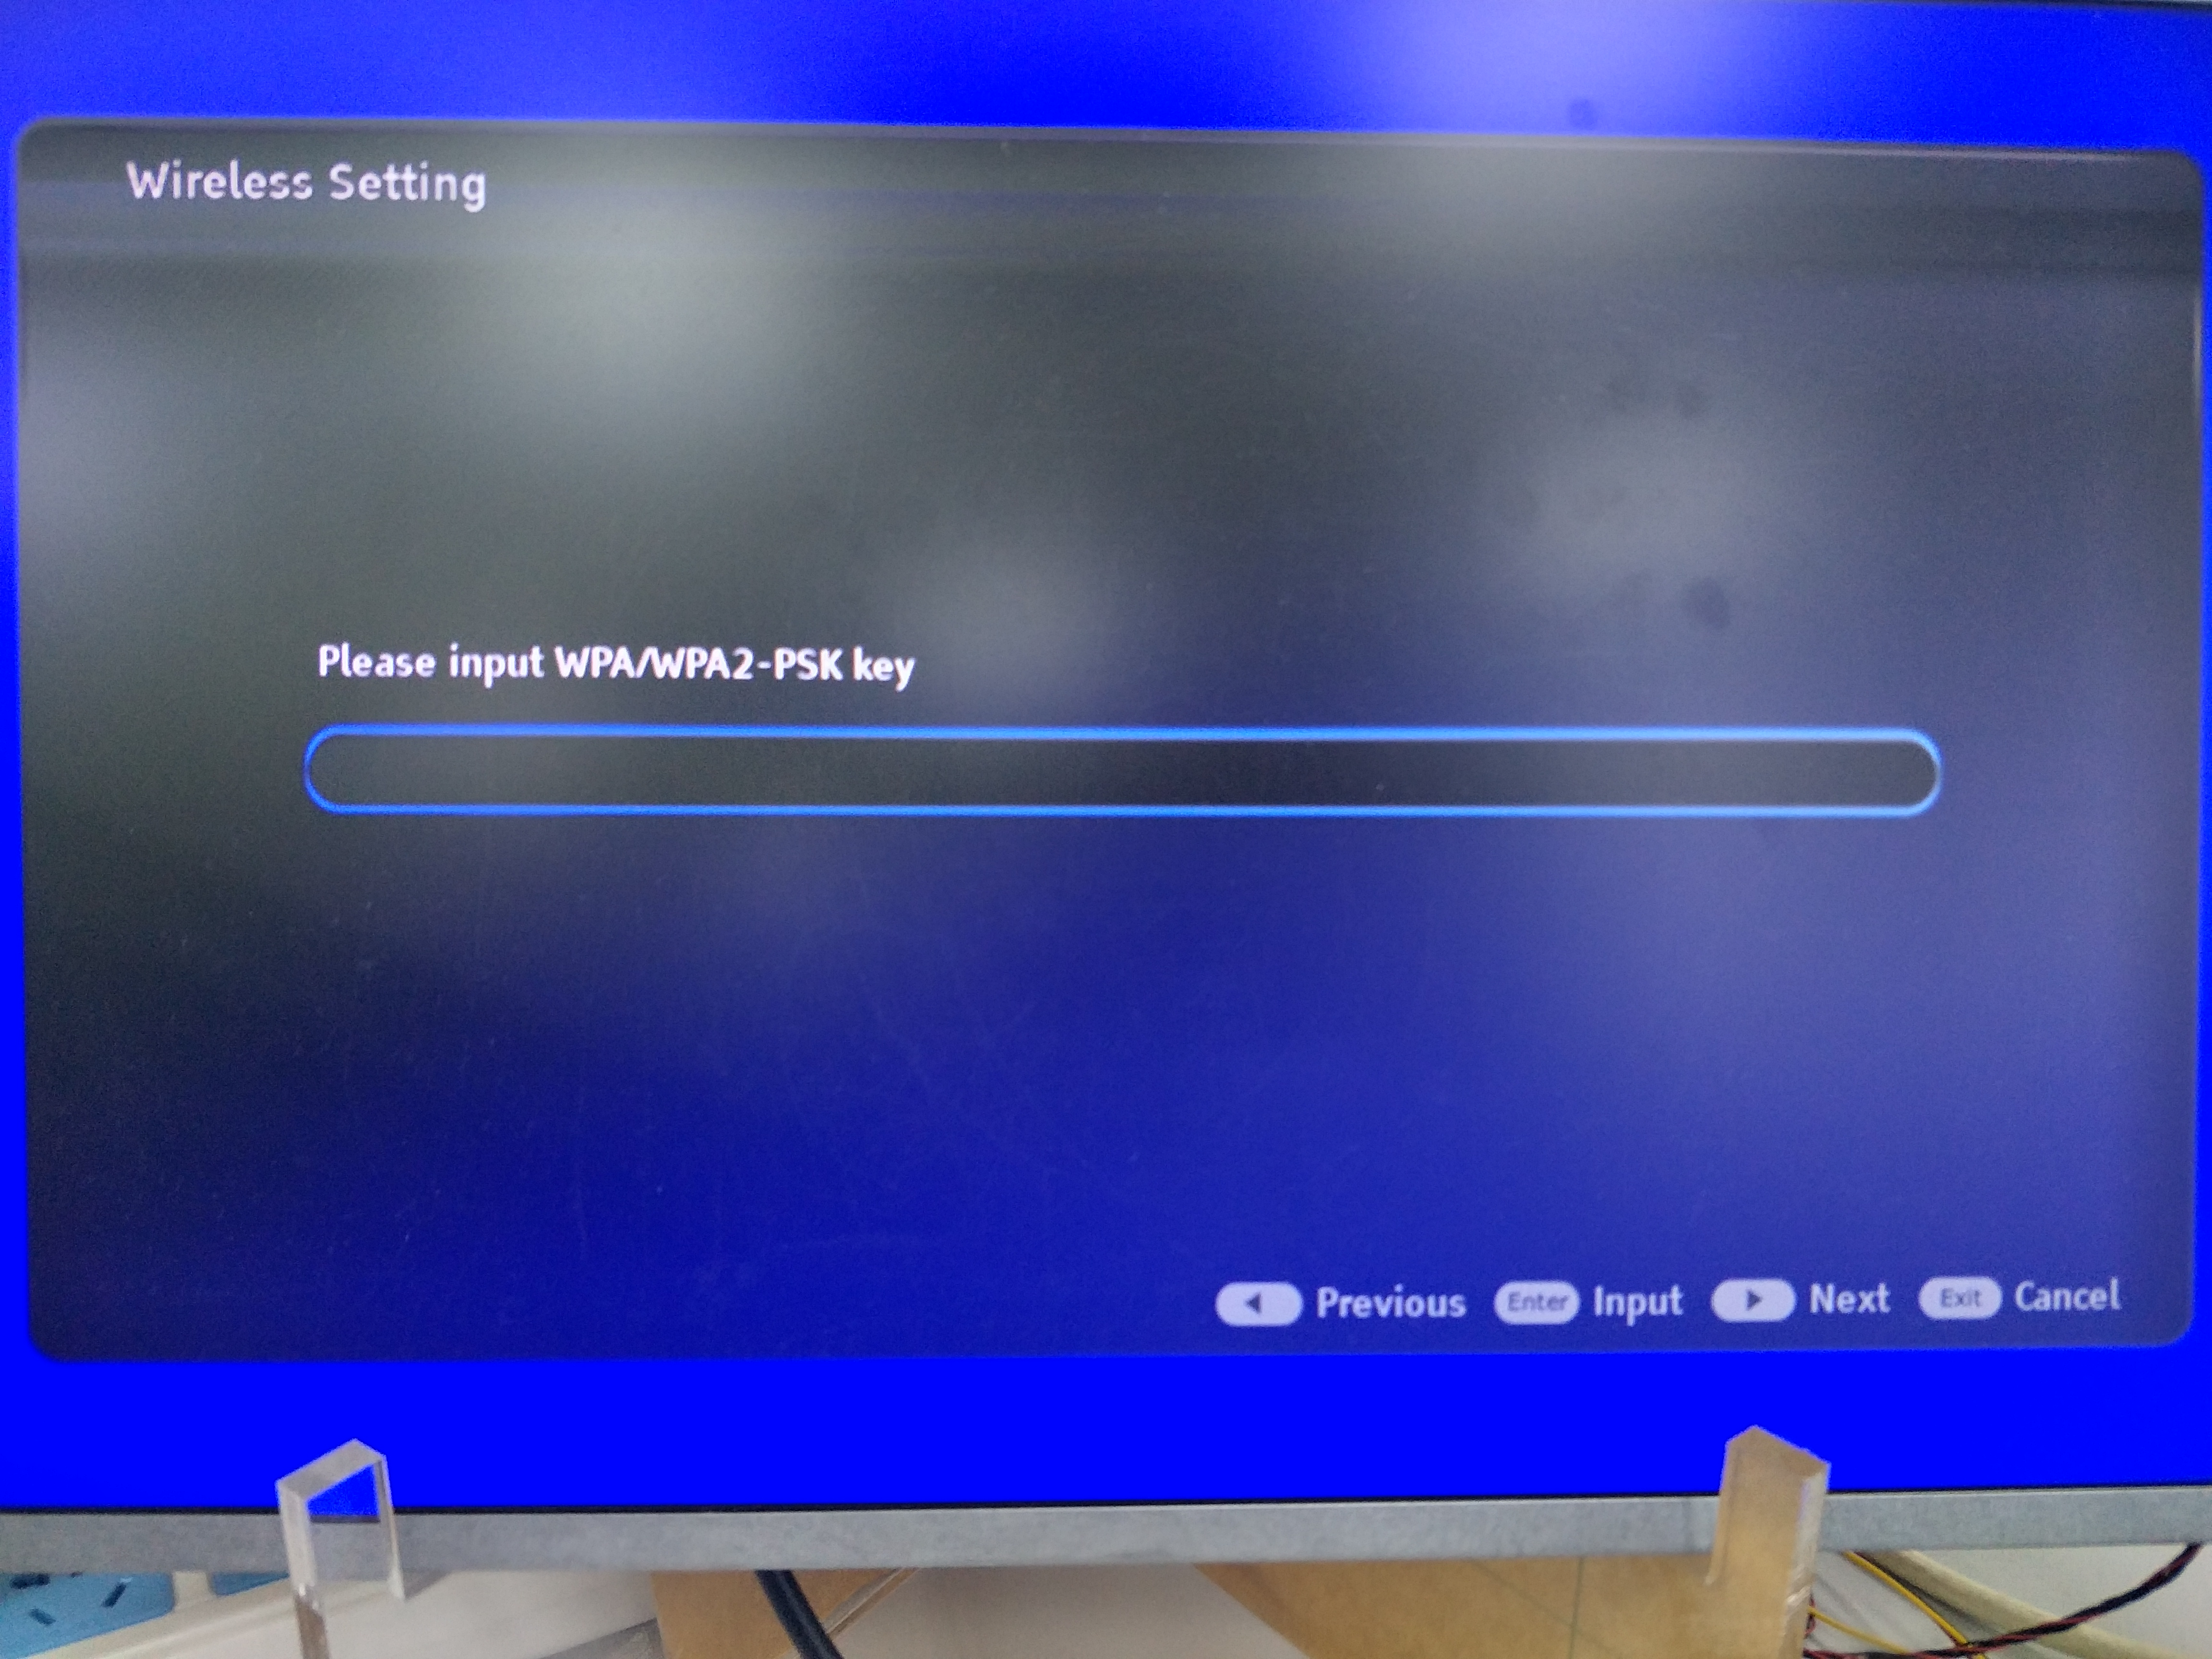 Wireless Setting
Please input WPA/WPA2-PSK key
Previous Enter Input Next Exit Cancel